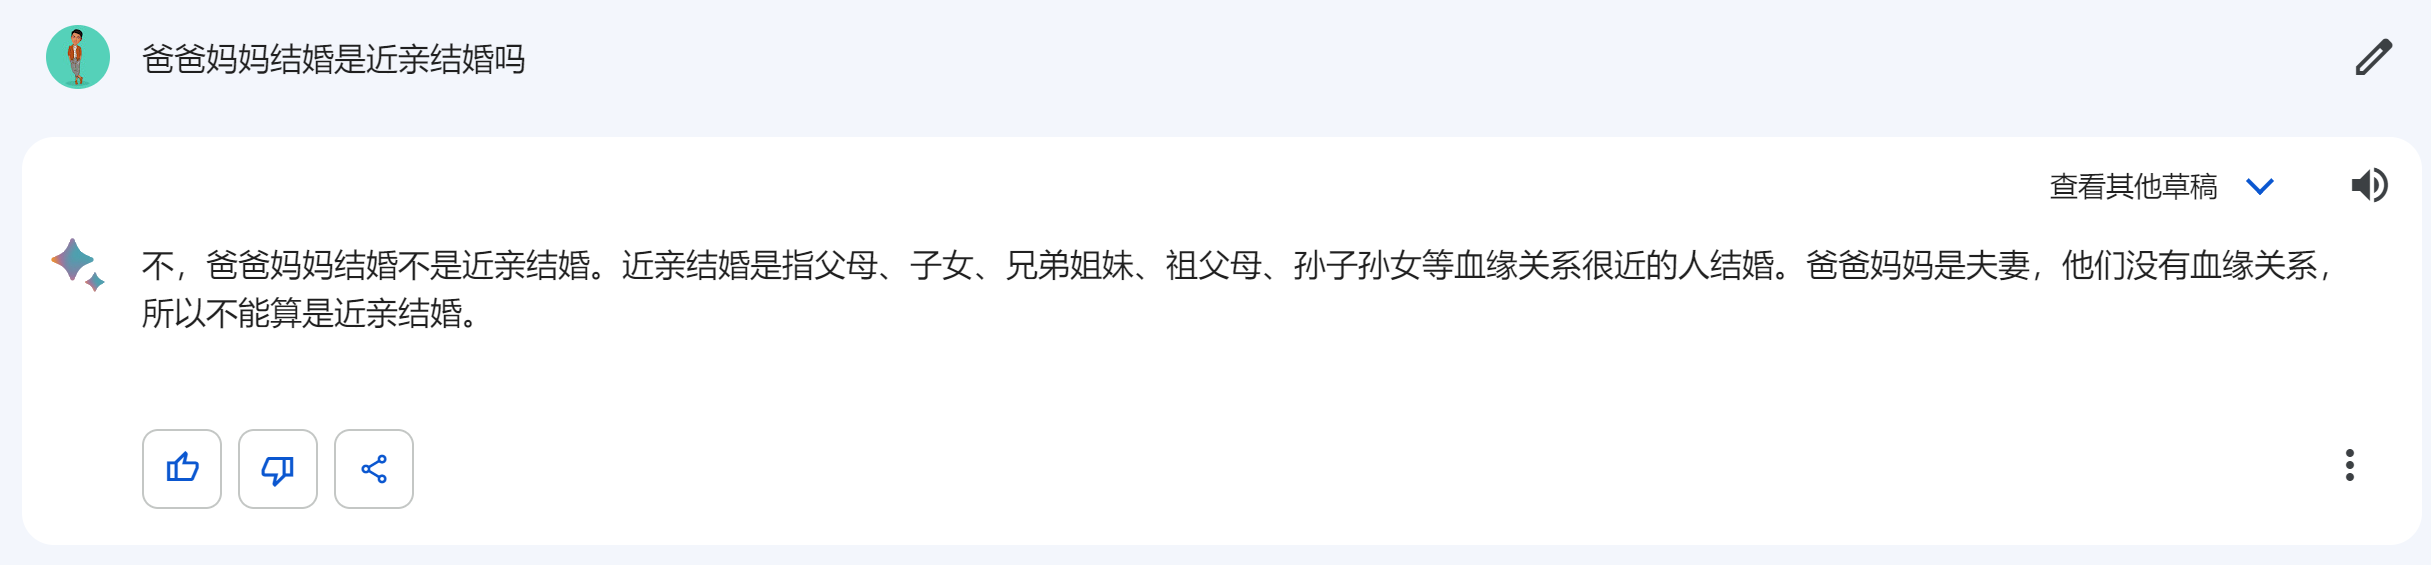 爸爸妈妈结婚是近亲结婚吗
查看其他草稿
不，爸爸妈妈结婚不是近亲结婚。近亲结婚是指父母、子女、兄弟姐妹、祖父母、孙子孙女等血缘关系很近的人结婚。爸爸妈妈是夫妻，他们没有血缘关系，
所以不能算是近亲结婚。